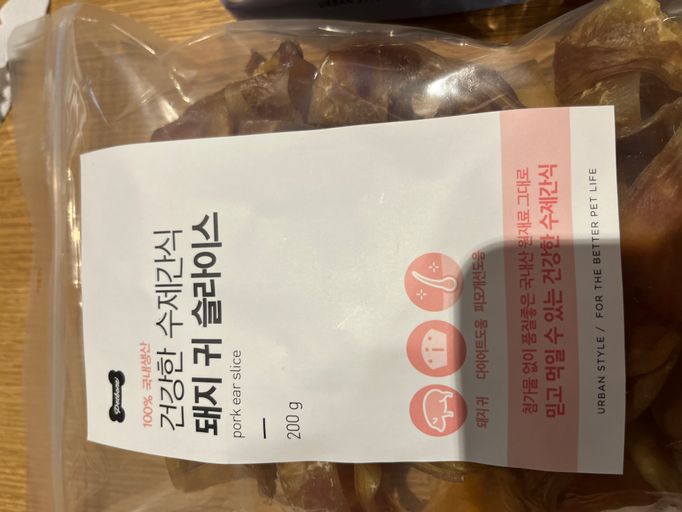 100% 국내생산
건강한 수제간식
돼지 귀 슬라이스
pork ear slice
200 g
돼지 귀
다이어트도움
피모개선도움
첨가물 없이 품질좋은 국내산 원재료 그대로
믿고 먹일 수 있는 건강한 수제간식
URBAN STYLE / FOR THE BETTER PET LIFE